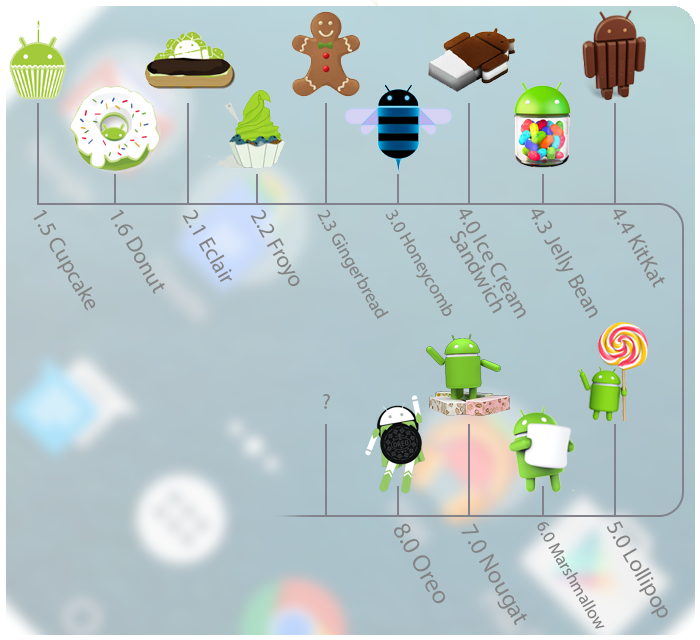 1.5 Cupcake
1.6 Donut
2.1 Eclair
2.2 Froyo
2.3 Gingerbread
3.0 Honeycomb
4.0 Ice Cream
Sandwich
4.3 Jelly Bean
4.4 KitKat
?
8.0 Oreo
7.0 Nougat
6.0 Marshmallow
5.0 Lollipop
OREO